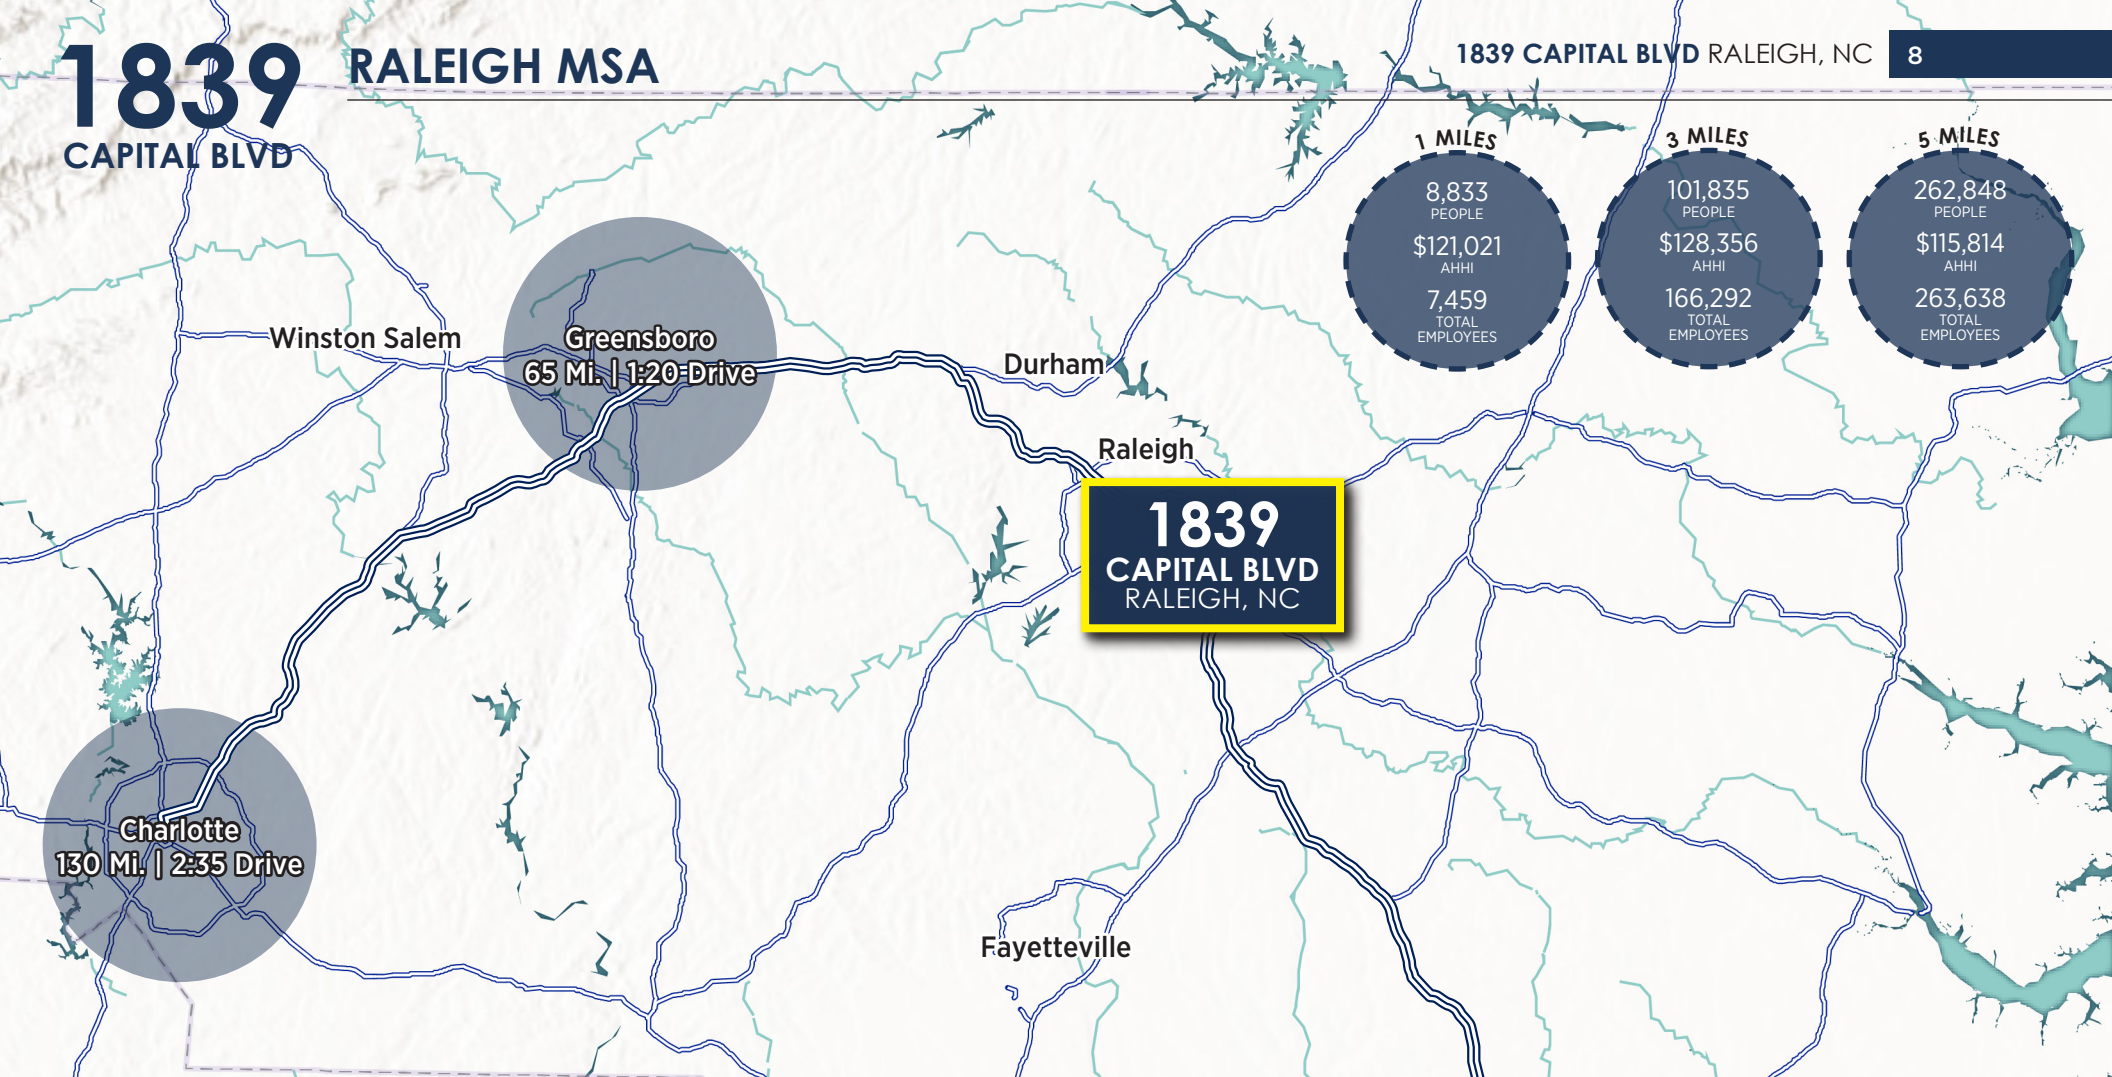 1839
CAPITAL BLVD
RALEIGH MSA
1839 CAPITAL BLVD RALEIGH, NC
8
1 MILES
8,833
PEOPLE
$121,021
AHHI
7,459
TOTAL
EMPLOYEES
3 MILES
101,835
PEOPLE
$128,356
AHHI
166,292
TOTAL
EMPLOYEES
5 MILES
262,848
PEOPLE
$115,814
AHHI
263,638
TOTAL
EMPLOYEES
Winston Salem
Greensboro
65 Mi. | 1:20 Drive
Durham
Raleigh
1839
CAPITAL BLVD
RALEIGH, NC
Charlotte
130 Mi. | 2:35 Drive
Fayetteville